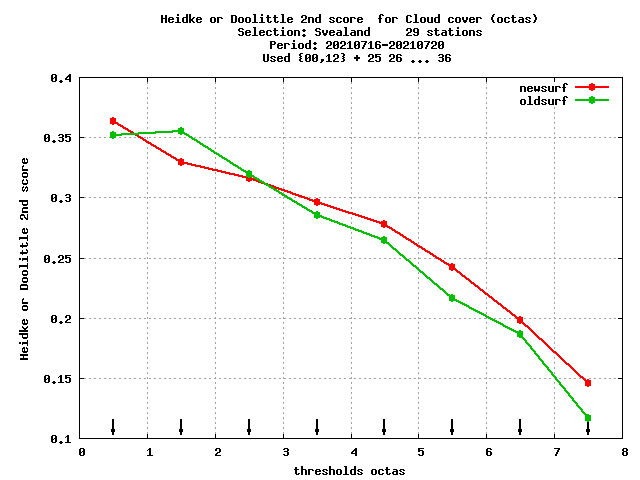 Heidke or Doolittle 2nd score  for Cloud cover (octas)
Selection: Svealand     29 stations
Period: 20210716-20210720
Used {00,12} + 25 26 ... 36
newsurf
oldsurf
0.4
0.35
0.3
0.25
0.2
0.15
0.1
Heidke or Doolittle 2nd score
0 1 2 3 4 5 6 7 8
thresholds octas